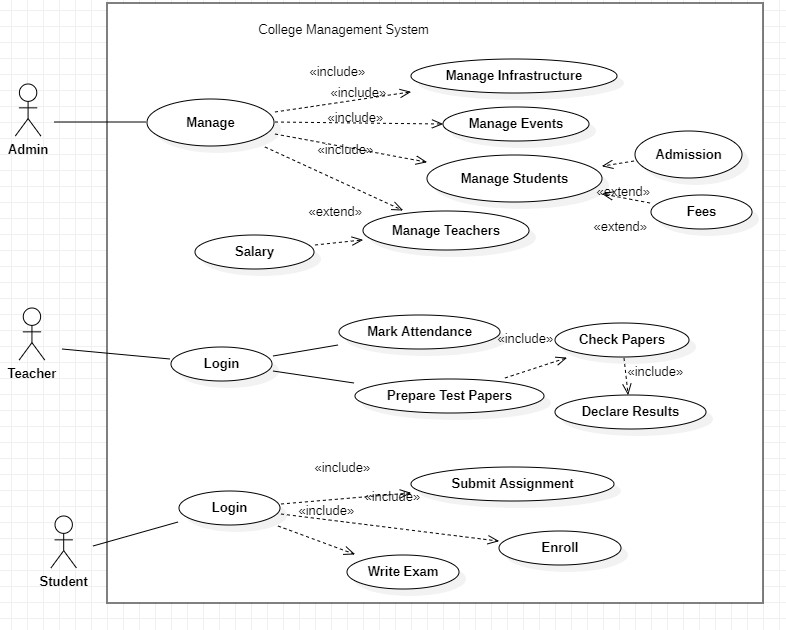 College Management System
«include»
Manage Infrastructure
«include»
Admin
Manage
«include»
Manage Events
«include»
Manage Students
Admission
«extend»
«extend»
Fees
«extend»
Manage Teachers
Salary
Teacher
Login
Mark Attendance
«include»
Check Papers
«include»
Prepare Test Papers
Declare Results
«include»
Submit Assignment
«include»
Login
«include»
Enroll
Write Exam
Student